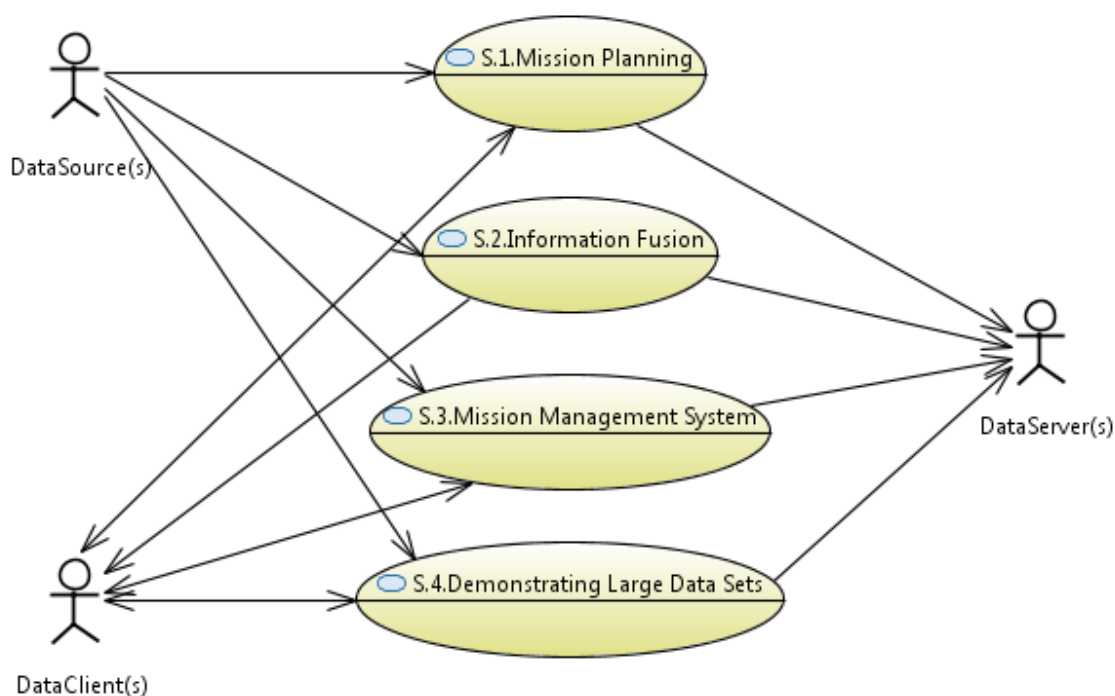 S.1.Mission Planning
DataSource(s)
S.2.Information Fusion
S.3.Mission Management System
DataServer(s)
S.4.Demonstrating Large Data Sets
DataClient(s)